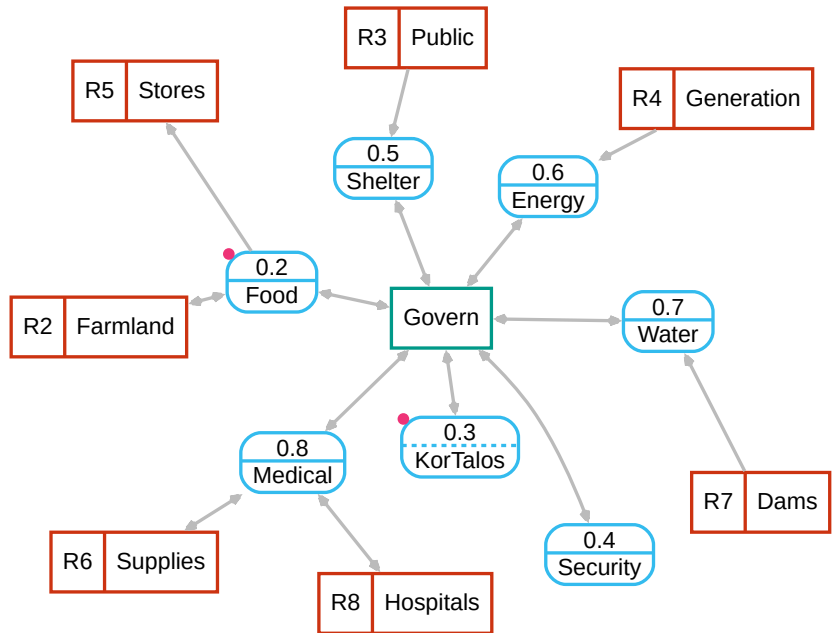 R3 Public
R5 Stores
R4 Generation
0.5
Shelter
0.6
Energy
0.2
Food
R2 Farmland
Govern
0.7
Water
0.3
KorTalos
0.8
Medical
R7 Dams
0.4
Security
R6 Supplies
R8 Hospitals